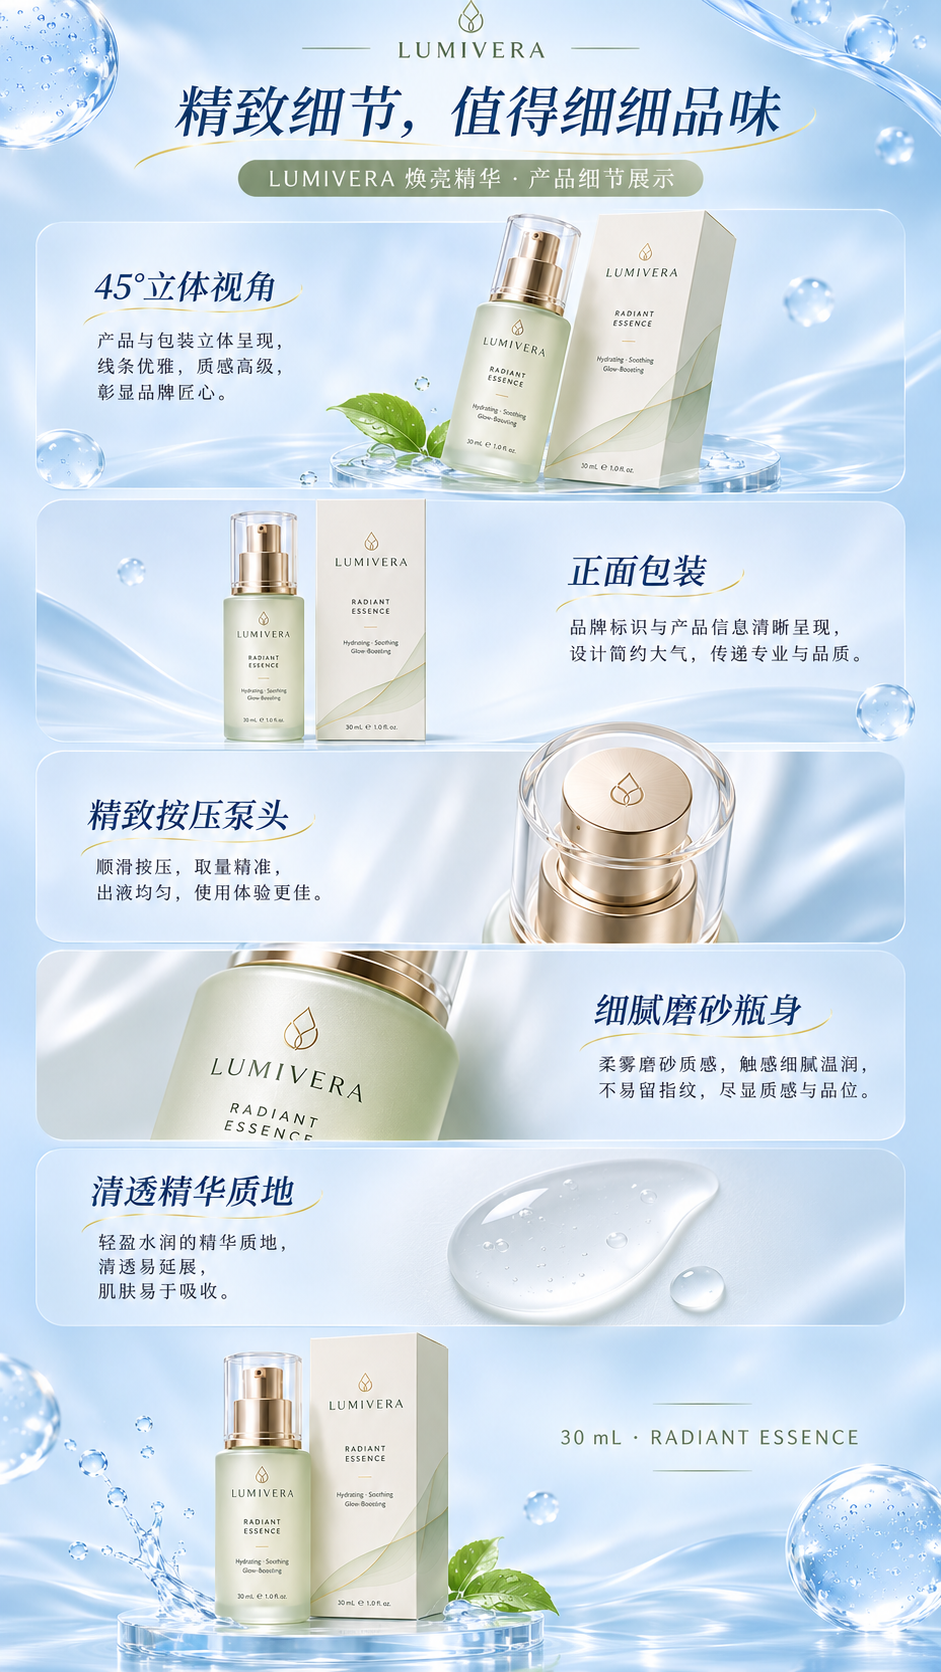 LUMIVERA
精致细节，值得细细品味
LUMIVERA 焕亮精华 · 产品细节展示
45°立体视角
产品与包装立体呈现，
线条优雅，质感高级，
彰显品牌匠心。
LUMIVERA
RADIANT
ESSENCE
Hydrating · Soothing
Glow-Boosting
30 mL ℮ 1.0 fl. oz.
LUMIVERA
RADIANT
ESSENCE
Hydrating · Soothing
Glow-Boosting
30 mL ℮ 1.0 fl. oz.
LUMIVERA
RADIANT
ESSENCE
Hydrating · Soothing
Glow-Boosting
30 mL ℮ 1.0 fl. oz.
LUMIVERA
RADIANT
ESSENCE
Hydrating · Soothing
Glow-Boosting
30 mL ℮ 1.0 fl. oz.
正面包装
品牌标识与产品信息清晰呈现，
设计简约大气，传递专业与品质。
精致按压泵头
顺滑按压，取量精准，
出液均匀，使用体验更佳。
LUMIVERA
RADIANT
ESSENCE
细腻磨砂瓶身
柔雾磨砂质感，触感细腻温润，
不易留指纹，尽显质感与品位。
清透精华质地
轻盈水润的精华质地，
清透易延展，
肌肤易于吸收。
LUMIVERA
RADIANT
ESSENCE
Hydrating · Soothing
Glow-Boosting
30 mL ℮ 1.0 fl. oz.
LUMIVERA
RADIANT
ESSENCE
Hydrating · Soothing
Glow-Boosting
30 mL ℮ 1.0 fl. oz.
30 mL · RADIANT ESSENCE